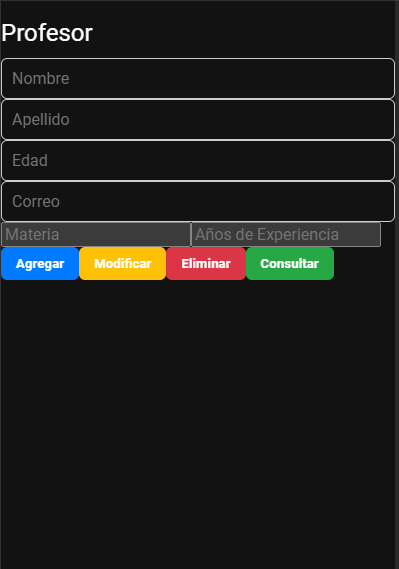 Profesor
Nombre
Apellido
Edad
Correo
Materia Años de Experiencia
Agregar Modificar Eliminar Consultar